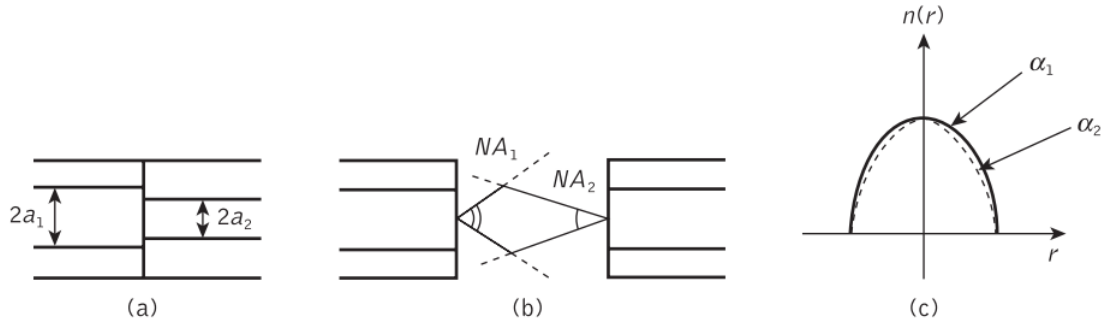 2a₁
2a₂
(a)
NA₁
NA₂
(b)
n(r)
α₁
α₂
r
(c)